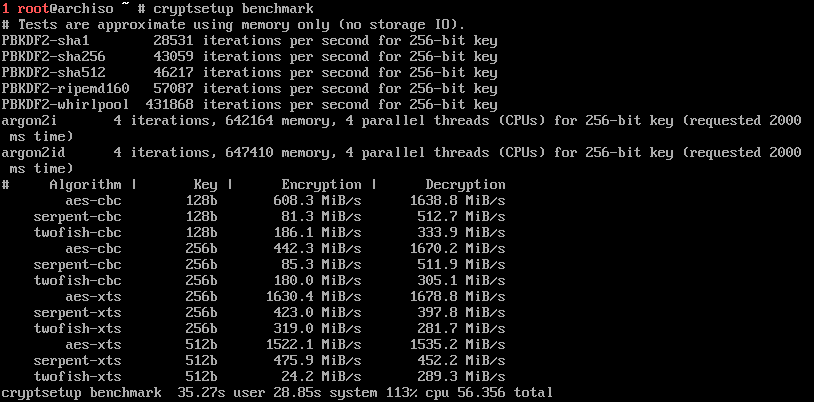 1 root@archiso ~ # cryptsetup benchmark
# Tests are approximate using memory only (no storage IO).
PBKDF2-sha1        28531 iterations per second for 256-bit key
PBKDF2-sha256      43059 iterations per second for 256-bit key
PBKDF2-sha512      46217 iterations per second for 256-bit key
PBKDF2-ripemd160   57087 iterations per second for 256-bit key
PBKDF2-whirlpool  431868 iterations per second for 256-bit key
argon2i       4 iterations, 642164 memory, 4 parallel threads (CPUs) for 256-bit key (requested 2000
 ms time)
argon2id      4 iterations, 647410 memory, 4 parallel threads (CPUs) for 256-bit key (requested 2000
 ms time)
#     Algorithm |       Key |      Encryption |      Decryption
        aes-cbc        128b       608.3 MiB/s      1638.8 MiB/s
    serpent-cbc        128b        81.3 MiB/s       512.7 MiB/s
    twofish-cbc        128b       186.1 MiB/s       333.9 MiB/s
        aes-cbc        256b       442.3 MiB/s      1670.2 MiB/s
    serpent-cbc        256b        85.3 MiB/s       511.9 MiB/s
    twofish-cbc        256b       180.0 MiB/s       305.1 MiB/s
        aes-xts        256b      1630.4 MiB/s      1678.8 MiB/s
    serpent-xts        256b       423.0 MiB/s       397.8 MiB/s
    twofish-xts        256b       319.0 MiB/s       281.7 MiB/s
        aes-xts        512b      1522.1 MiB/s      1535.2 MiB/s
    serpent-xts        512b       475.9 MiB/s       452.2 MiB/s
    twofish-xts        512b        24.2 MiB/s       289.3 MiB/s
cryptsetup benchmark  35.27s user 28.85s system 113% cpu 56.356 total